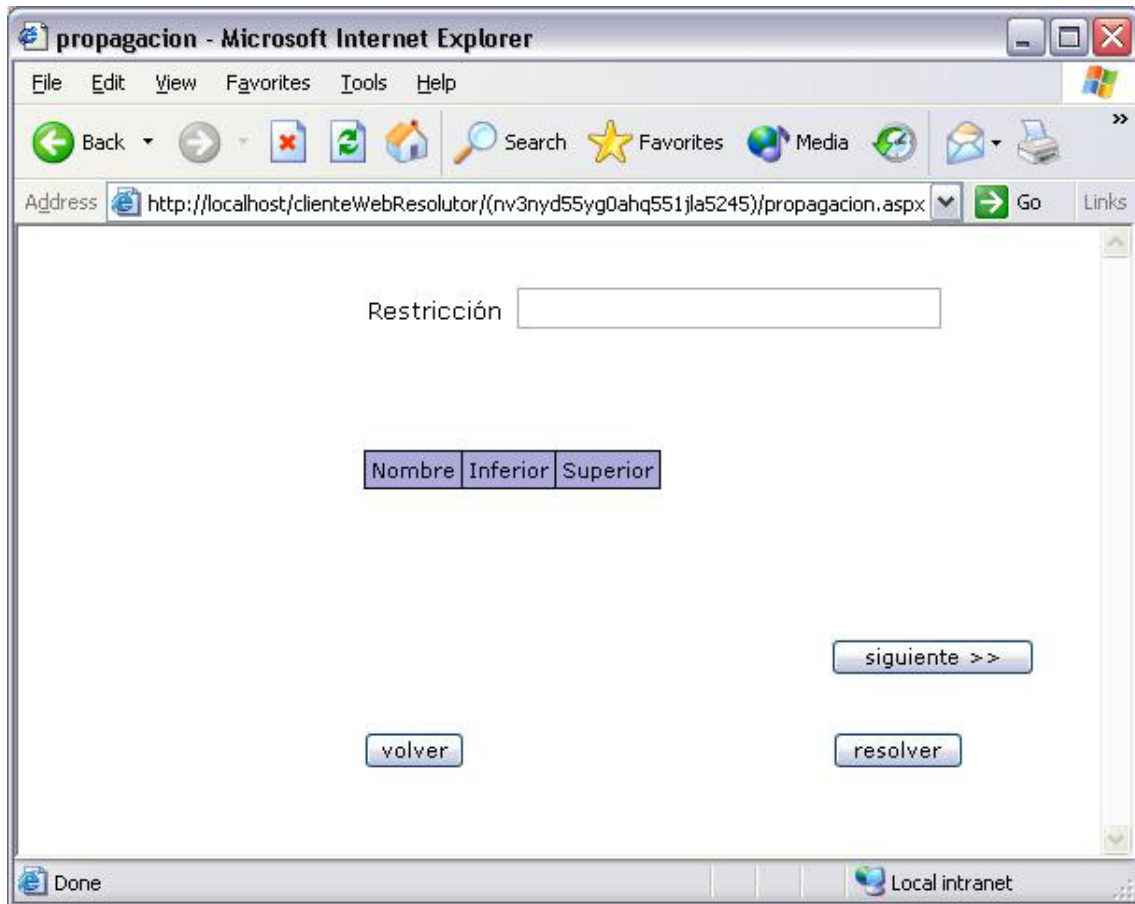 propagacion - Microsoft Internet Explorer
File Edit View Favorites Tools Help
Back Search Favorites Media »
Address http://localhost/clienteWebResolutor/(nv3nyd55yg0ahq551jla5245)/propagacion.aspx Go Links
Restricción
Nombre Inferior Superior
siguiente >>
volver resolver
Done Local intranet